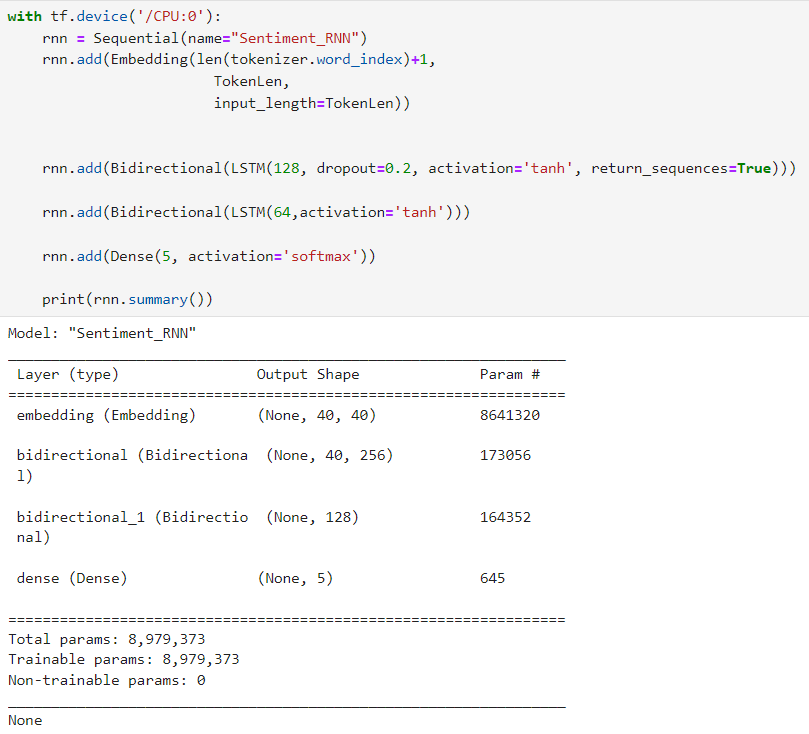 with tf.device('/CPU:0'):
    rnn = Sequential(name="Sentiment_RNN")
    rnn.add(Embedding(len(tokenizer.word_index)+1,
                        TokenLen,
                        input_length=TokenLen))
    rnn.add(Bidirectional(LSTM(128, dropout=0.2, activation='tanh', return_sequences=True)))
    rnn.add(Bidirectional(LSTM(64,activation='tanh')))
    rnn.add(Dense(5, activation='softmax'))
    print(rnn.summary())
Model: "Sentiment_RNN"
_________________________________________________________________
 Layer (type)                Output Shape              Param #
=================================================================
 embedding (Embedding)       (None, 40, 40)            8641320
 bidirectional (Bidirectiona  (None, 40, 256)          173056
 l)
 bidirectional_1 (Bidirectio  (None, 128)              164352
 nal)
 dense (Dense)               (None, 5)                 645
=================================================================
Total params: 8,979,373
Trainable params: 8,979,373
Non-trainable params: 0
_________________________________________________________________
None